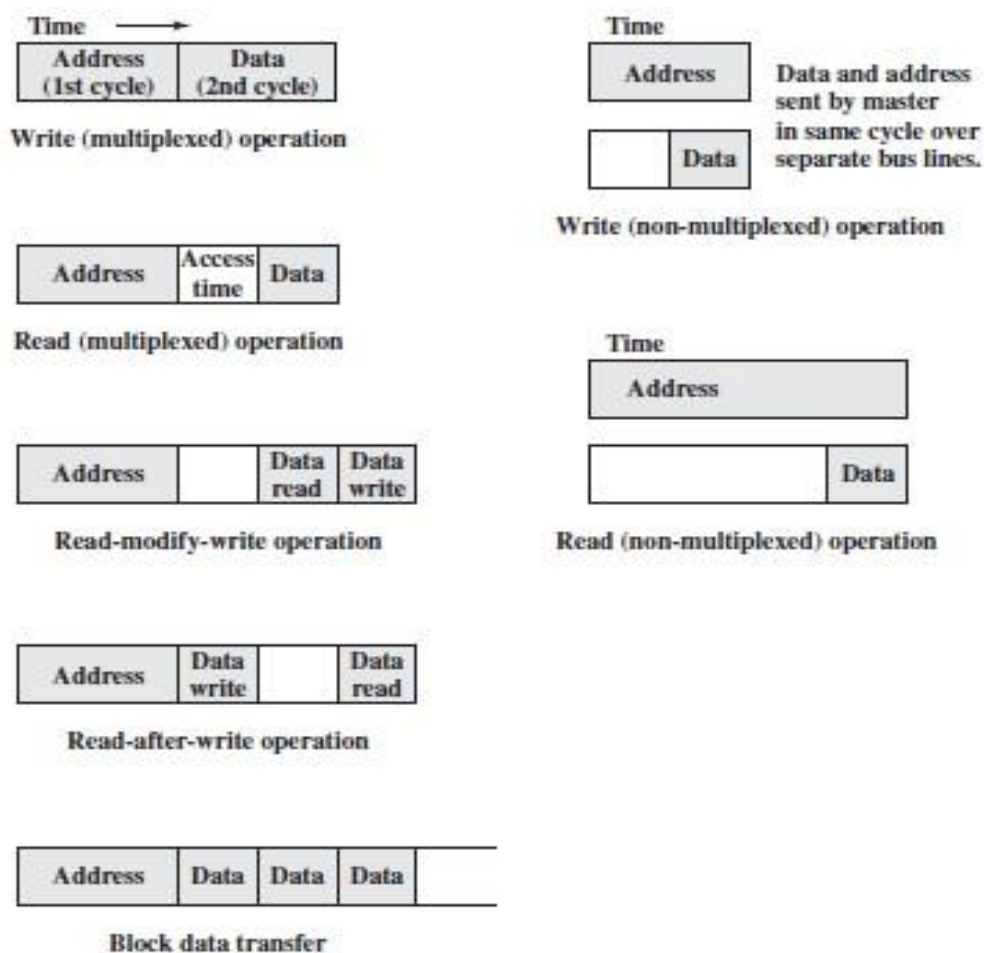 Time
Address
(1st cycle)
Data
(2nd cycle)
Write (multiplexed) operation
Address
Access
time
Data
Read (multiplexed) operation
Address
Data
read
Data
write
Read-modify-write operation
Address
Data
write
Data
read
Read-after-write operation
Address
Data
Data
Data
Block data transfer
Time
Address
Data and address
sent by master
in same cycle over
separate bus lines.
Data
Write (non-multiplexed) operation
Time
Address
Data
Read (non-multiplexed) operation